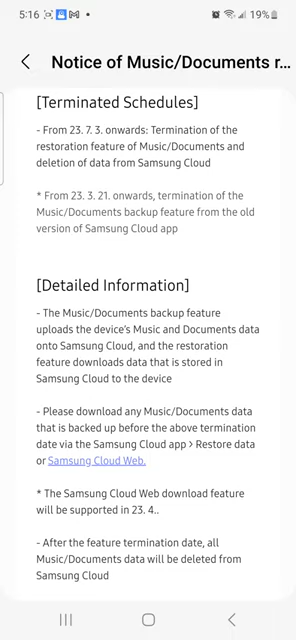 5:16 19%
Notice of Music/Documents r...
[Terminated Schedules]
- From 23. 7. 3. onwards: Termination of the
restoration feature of Music/Documents and
deletion of data from Samsung Cloud
* From 23. 3. 21. onwards, termination of the
Music/Documents backup feature from the old
version of Samsung Cloud app
[Detailed Information]
- The Music/Documents backup feature
uploads the device's Music and Documents data
onto Samsung Cloud, and the restoration
feature downloads data that is stored in
Samsung Cloud to the device
- Please download any Music/Documents data
that is backed up before the above termination
date via the Samsung Cloud app > Restore data
or Samsung Cloud Web.
* The Samsung Cloud Web download feature
will be supported in 23. 4..
- After the feature termination date, all
Music/Documents data will be deleted from
Samsung Cloud